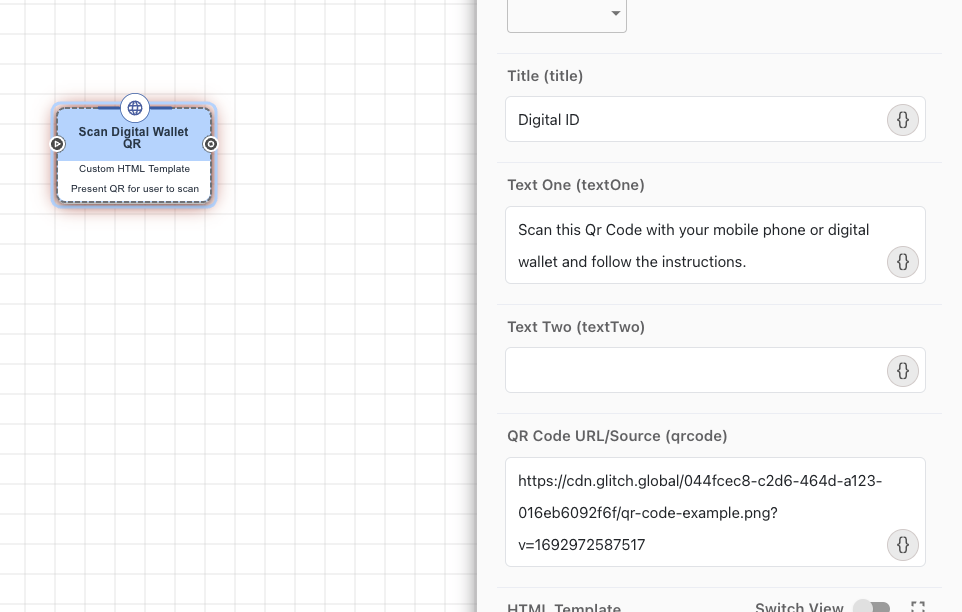 Scan Digital Wallet
QR
Custom HTML Template
Present QR for user to scan
Title (title)
Digital ID
{}
Text One (textOne)
Scan this Qr Code with your mobile phone or digital
wallet and follow the instructions.
{}
Text Two (textTwo)
{}
QR Code URL/Source (qrcode)
https://cdn.glitch.global/044fcec8-c2d6-464d-a123-
016eb6092f6f/qr-code-example.png?
v=1692972587517
{}
HTML Template
Switch View